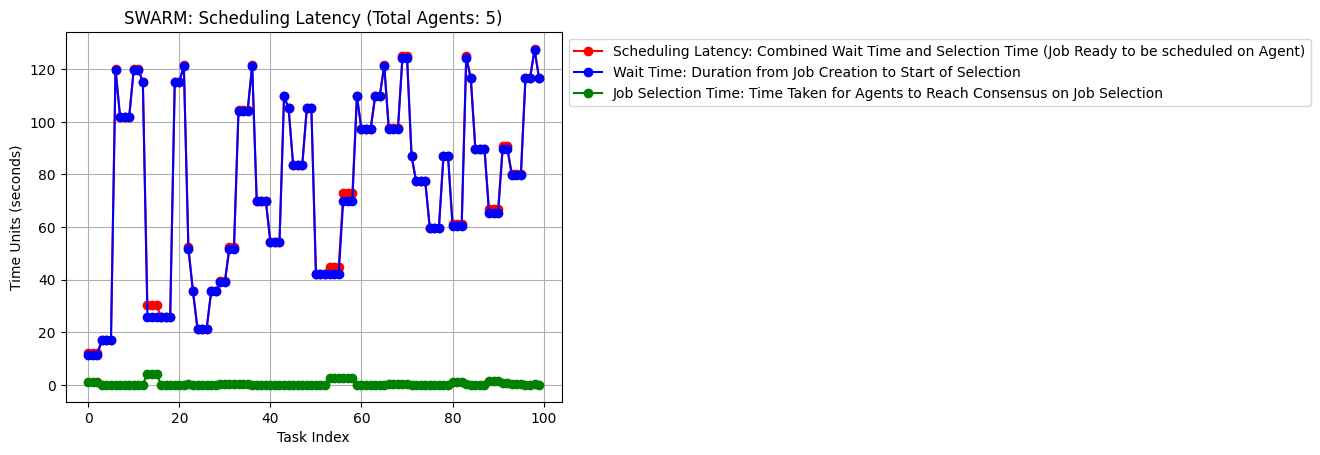 SWARM: Scheduling Latency (Total Agents: 5)
Scheduling Latency: Combined Wait Time and Selection Time (Job Ready to be scheduled on Agent)
Wait Time: Duration from Job Creation to Start of Selection
Job Selection Time: Time Taken for Agents to Reach Consensus on Job Selection
Time Units (seconds)
120
100
80
60
40
20
0
0 20 40 60 80 100
Task Index